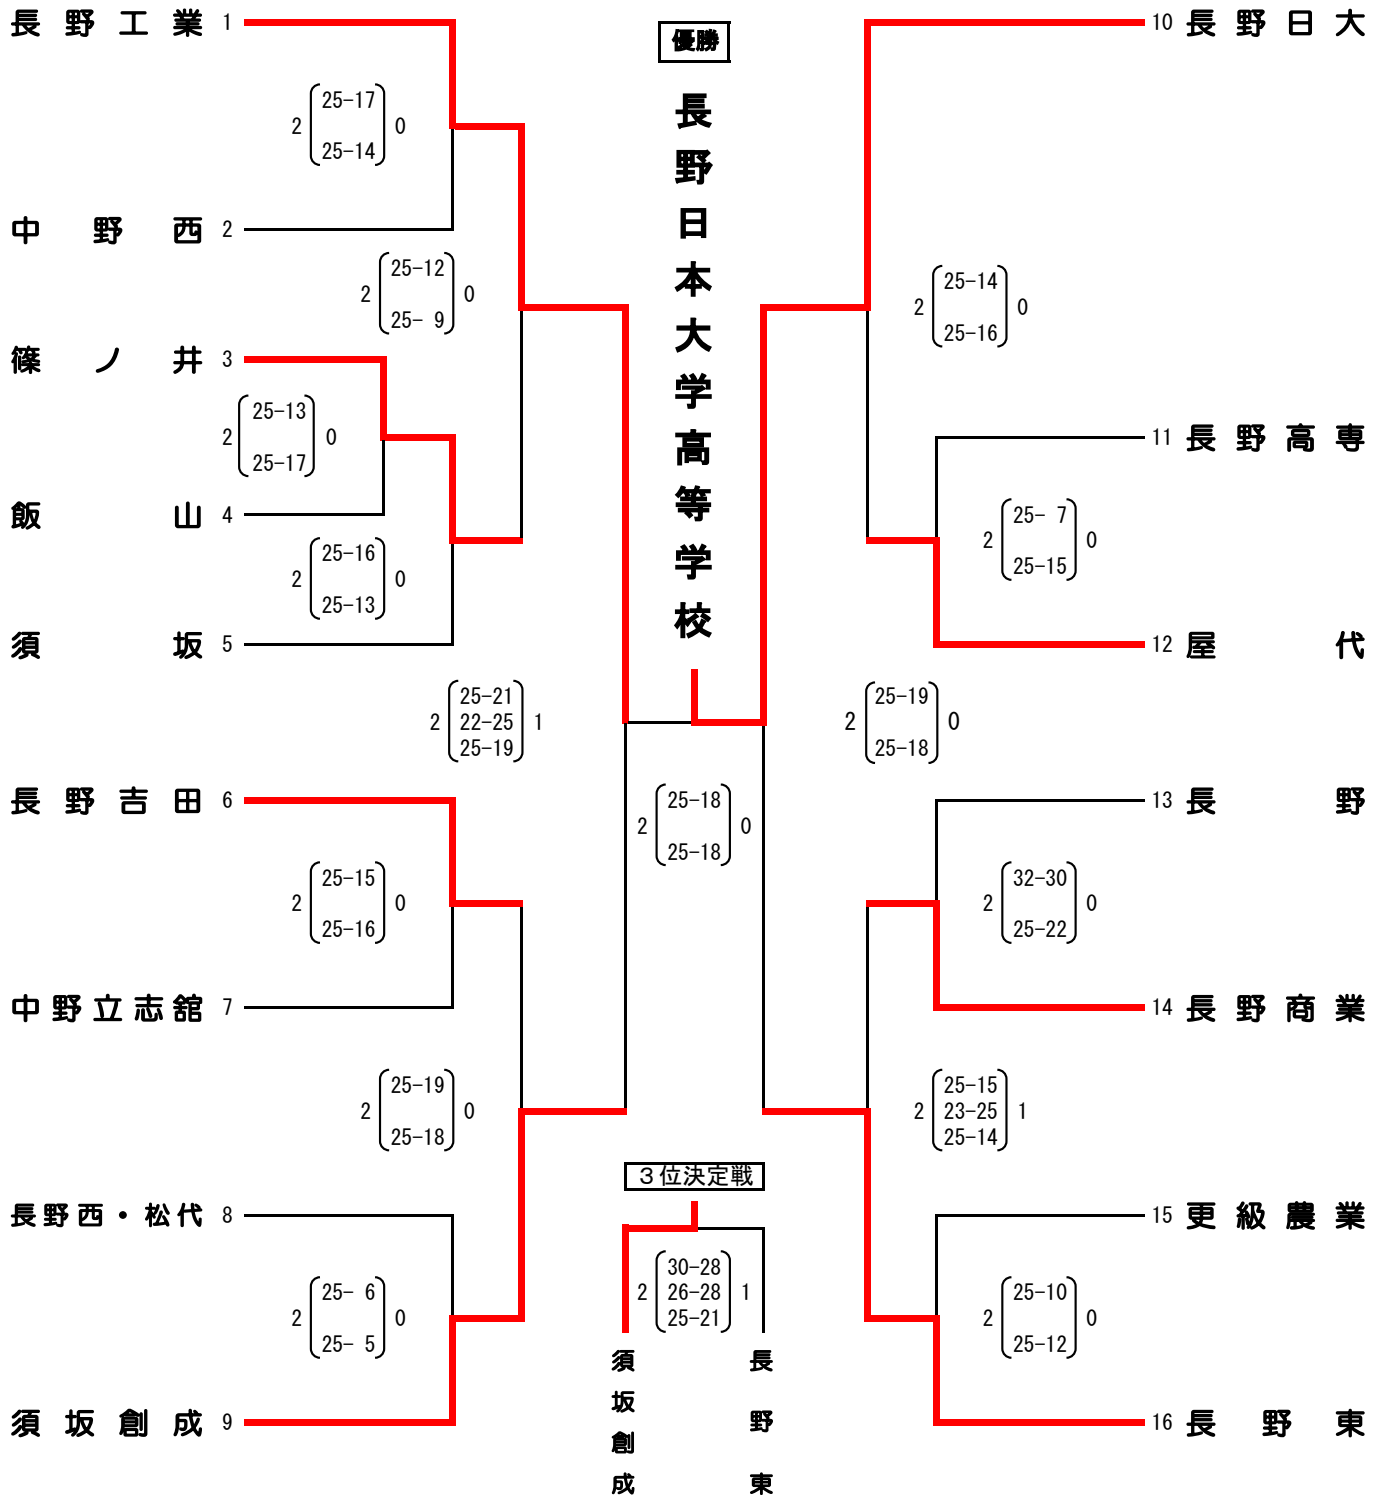 優勝
長野日本大学高等学校
長野工業 1
2 25-17 0
25-14
中野西 2
2 25-12 0
25- 9
篠ノ井 3
2 25-13 0
25-17
飯山 4
2 25-16 0
25-13
須坂 5
2 25-21 1
22-25
25-19
長野吉田 6
2 25-15 0
25-16
中野立志舘 7
2 25-19 0
25-18
長野西・松代 8
2 25- 6 0
25- 5
須坂創成 9
2 25-18 0
25-18
3位決定戦
2 30-28 1
26-28
25-21
須坂創成
長野東
10 長野日大
2 25-14 0
25-16
11 長野高専
2 25- 7 0
25-15
12 屋代
2 25-19 0
25-18
13 長野
2 32-30 0
25-22
14 長野商業
2 25-15 1
23-25
25-14
15 更級農業
2 25-10 0
25-12
16 長野東